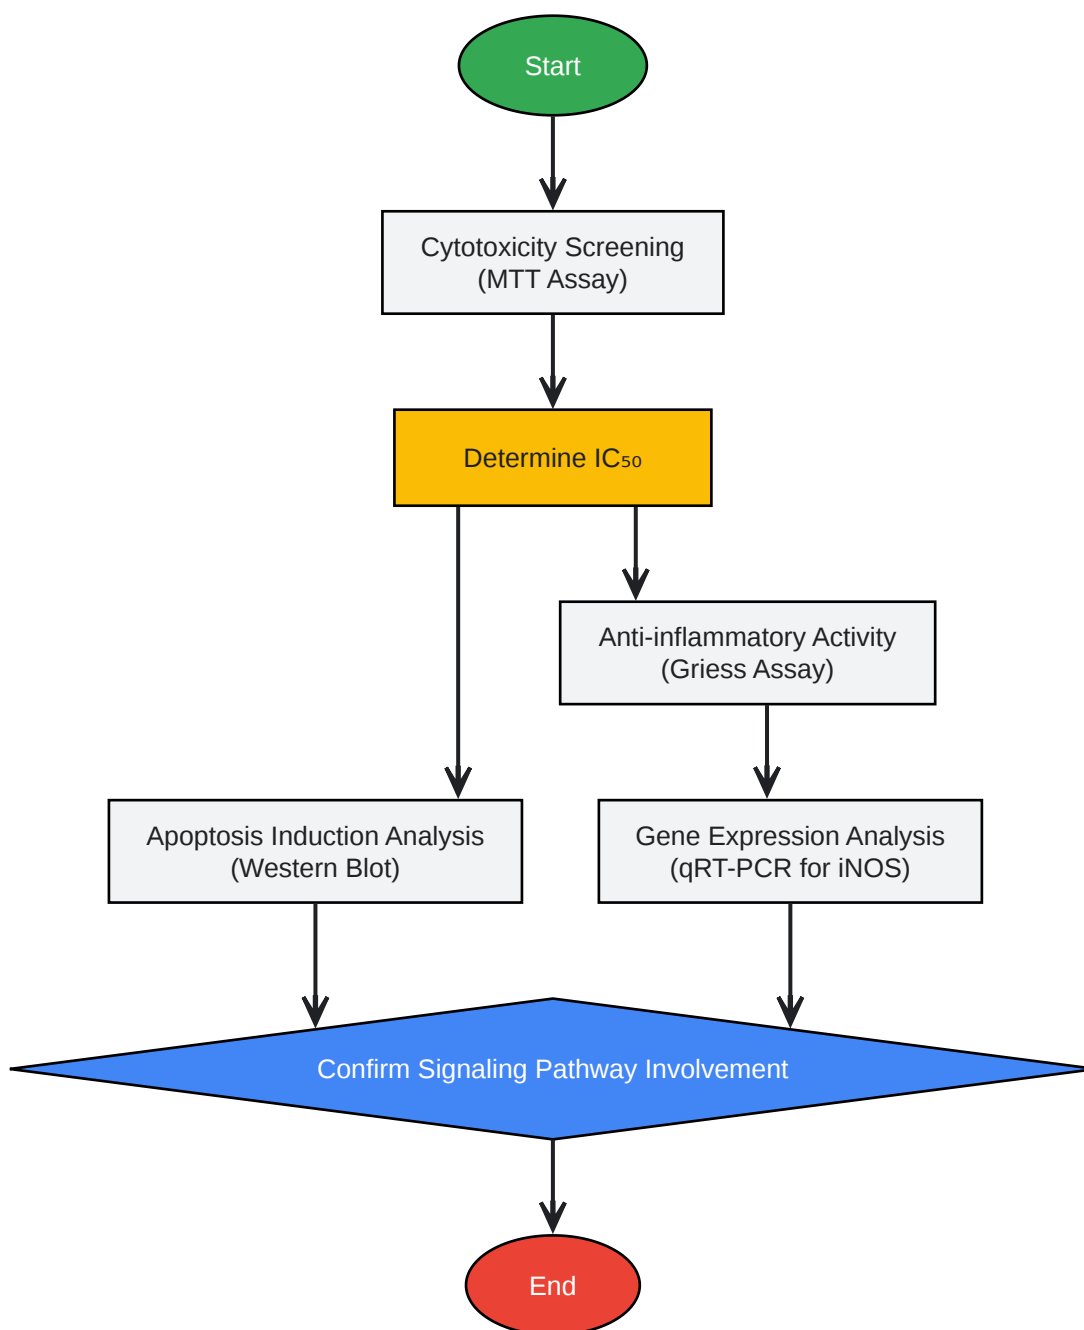 Start
Cytotoxicity Screening
(MTT Assay)
Determine IC₅₀
Anti-inflammatory Activity
(Griess Assay)
Apoptosis Induction Analysis
(Western Blot)
Gene Expression Analysis
(qRT-PCR for iNOS)
Confirm Signaling Pathway Involvement
End